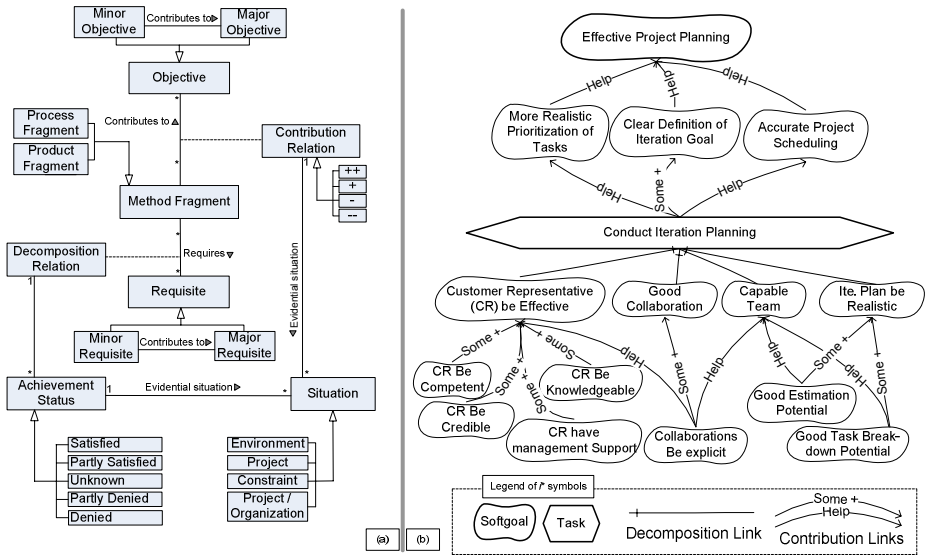 Minor
Objective
Contributes to
Major
Objective
Objective
*
Contributes to
*
Process
Fragment
Product
Fragment
Contribution
Relation
1
++
+
-
--
Method Fragment
*
Decomposition
Relation
1
Requires
*
Requisite
Evidential situation
Minor
Requisite
Contributes to
Major
Requisite
*
*
Achievement
Status
1
Evidential situation
*
Situation
Satisfied
Partly Satisfied
Unknown
Partly Denied
Denied
Environment
Project
Constraint
Project /
Organization
(a)
(b)
Effective Project Planning
Help
Help
Help
More Realistic
Prioritization of
Tasks
Clear Definition of
Iteration Goal
Accurate Project
Scheduling
Help
Some +
Help
Conduct Iteration Planning
Customer Representative
(CR) be Effective
Good
Collaboration
Capable
Team
Ite. Plan be
Realistic
Some +
Some +
Some +
Some +
Help
Some +
Help
Help
Some +
Help
Some +
CR Be
Competent
CR Be
Knowledgeable
CR Be
Credible
CR have
management Support
Collaborations
Be explicit
Good Estimation
Potential
Good Task Break-
down Potential
Legend of i* symbols
Softgoal
Task
Decomposition Link
Some +
Help
Contribution Links